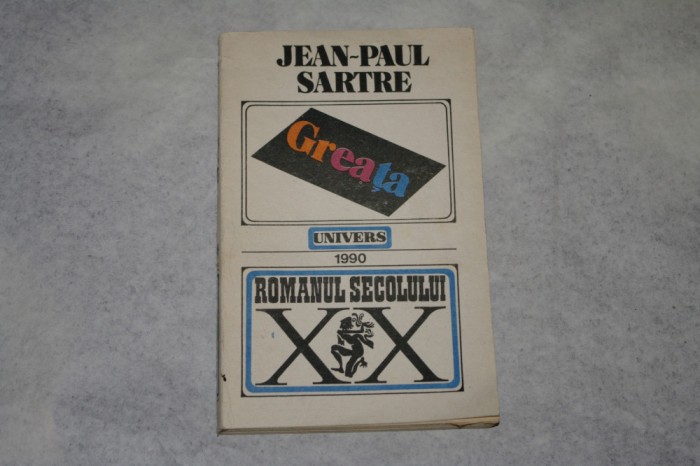 JEAN-PAUL
SARTRE
Greața
UNIVERS
1990
ROMANUL SECOLULUI
XX